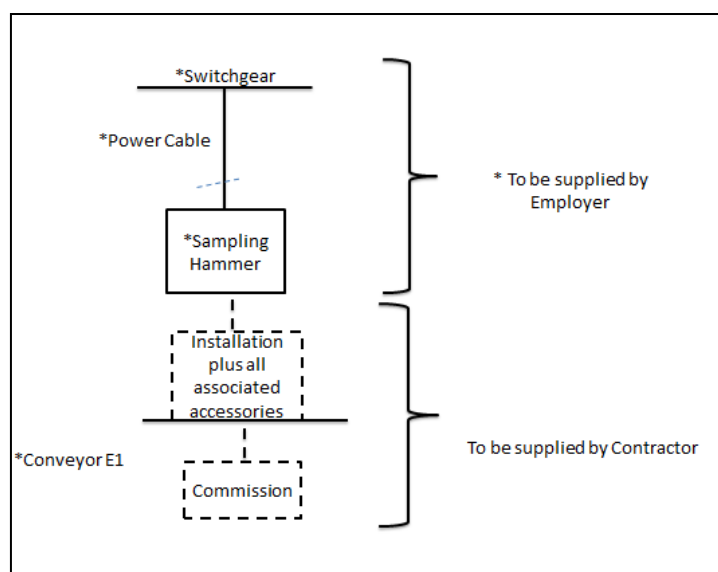 *Switchgear
*Power Cable
* To be supplied by
Employer
*Sampling
Hammer
Installation
plus all
associated
accessories
To be supplied by Contractor
*Conveyor E1
Commission